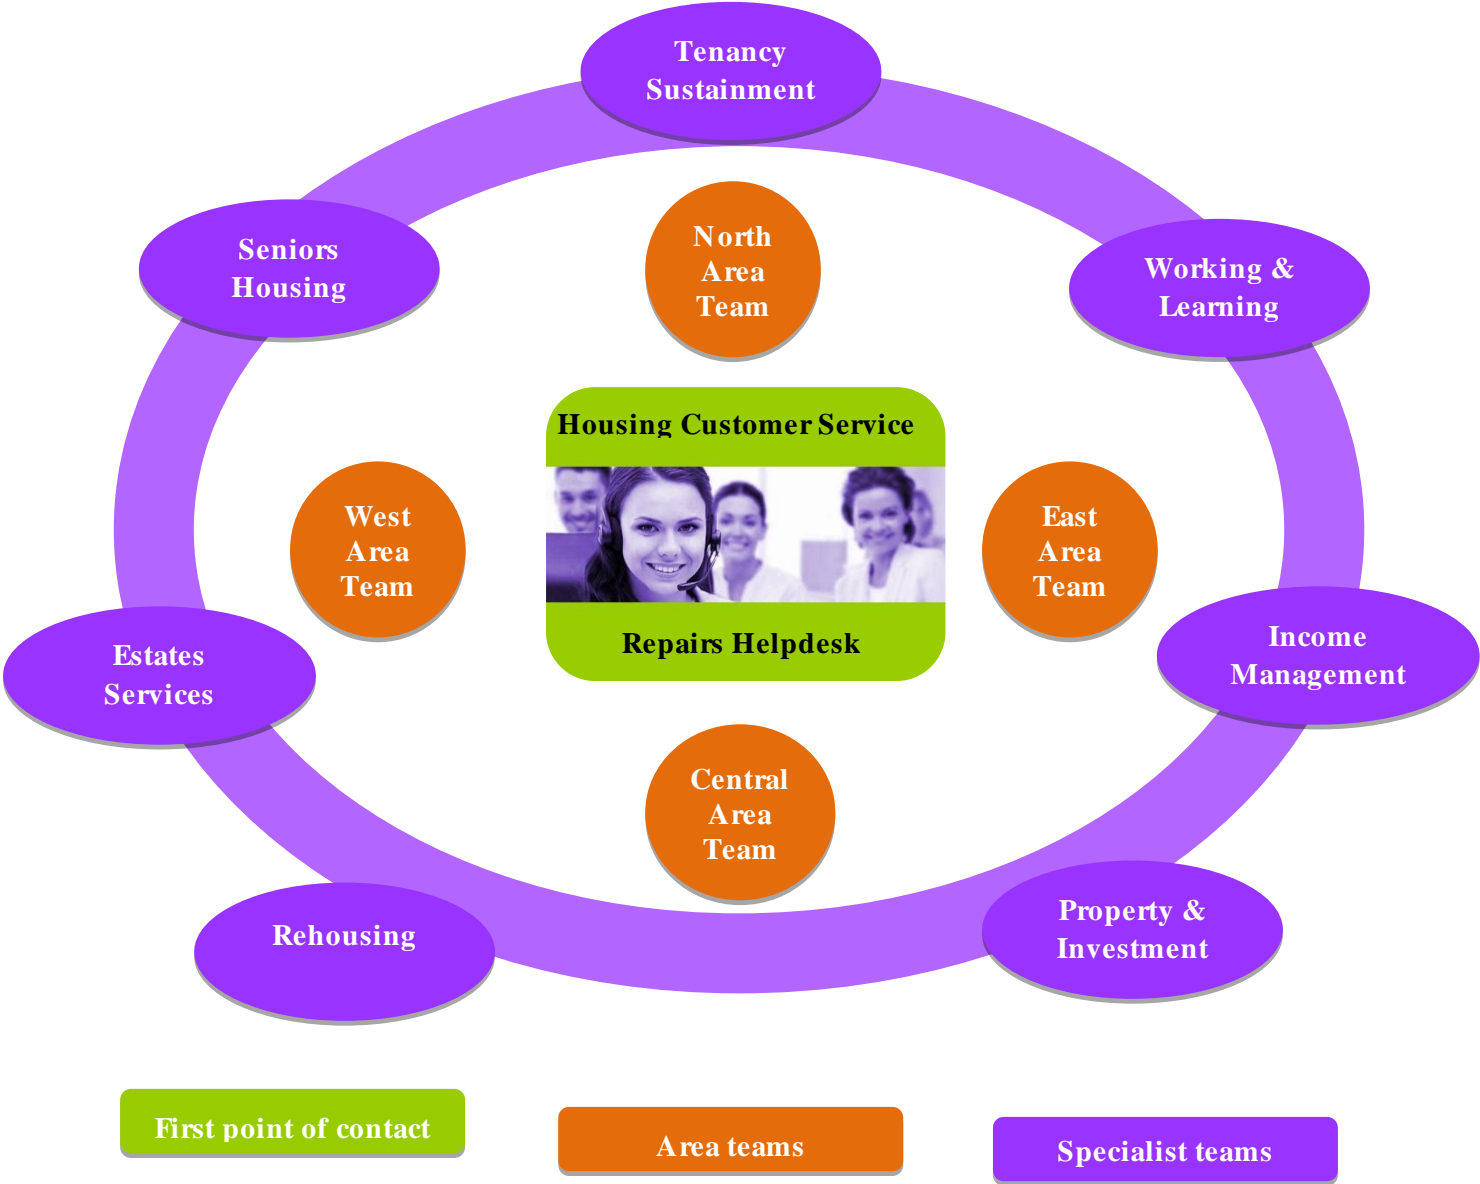 Tenancy
Sustainment
Seniors
Housing
North
Area
Team
Working &
Learning
Housing Customer Service
West
Area
Team
East
Area
Team
Repairs Helpdesk
Estates
Services
Income
Management
Central
Area
Team
Rehousing
Property &
Investment
First point of contact
Area teams
Specialist teams